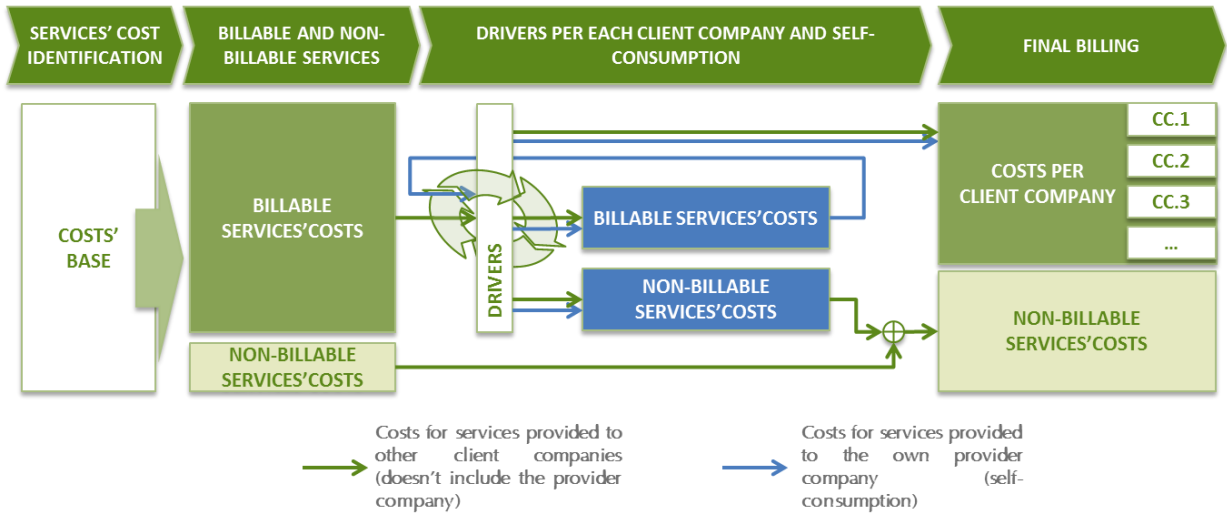 SERVICES' COST
IDENTIFICATION
BILLABLE AND NON-
BILLABLE SERVICES
DRIVERS PER EACH CLIENT COMPANY AND SELF-
CONSUMPTION
FINAL BILLING
COSTS'
BASE
BILLABLE
SERVICES'COSTS
NON-BILLABLE
SERVICES'COSTS
DRIVERS
BILLABLE SERVICES'COSTS
NON-BILLABLE
SERVICES'COSTS
COSTS PER
CLIENT COMPANY
CC.1
CC.2
CC.3
...
NON-BILLABLE
SERVICES'COSTS
Costs for services provided to
other client companies
(doesn't include the provider
company)
Costs for services provided
to the own provider
company (self-
consumption)